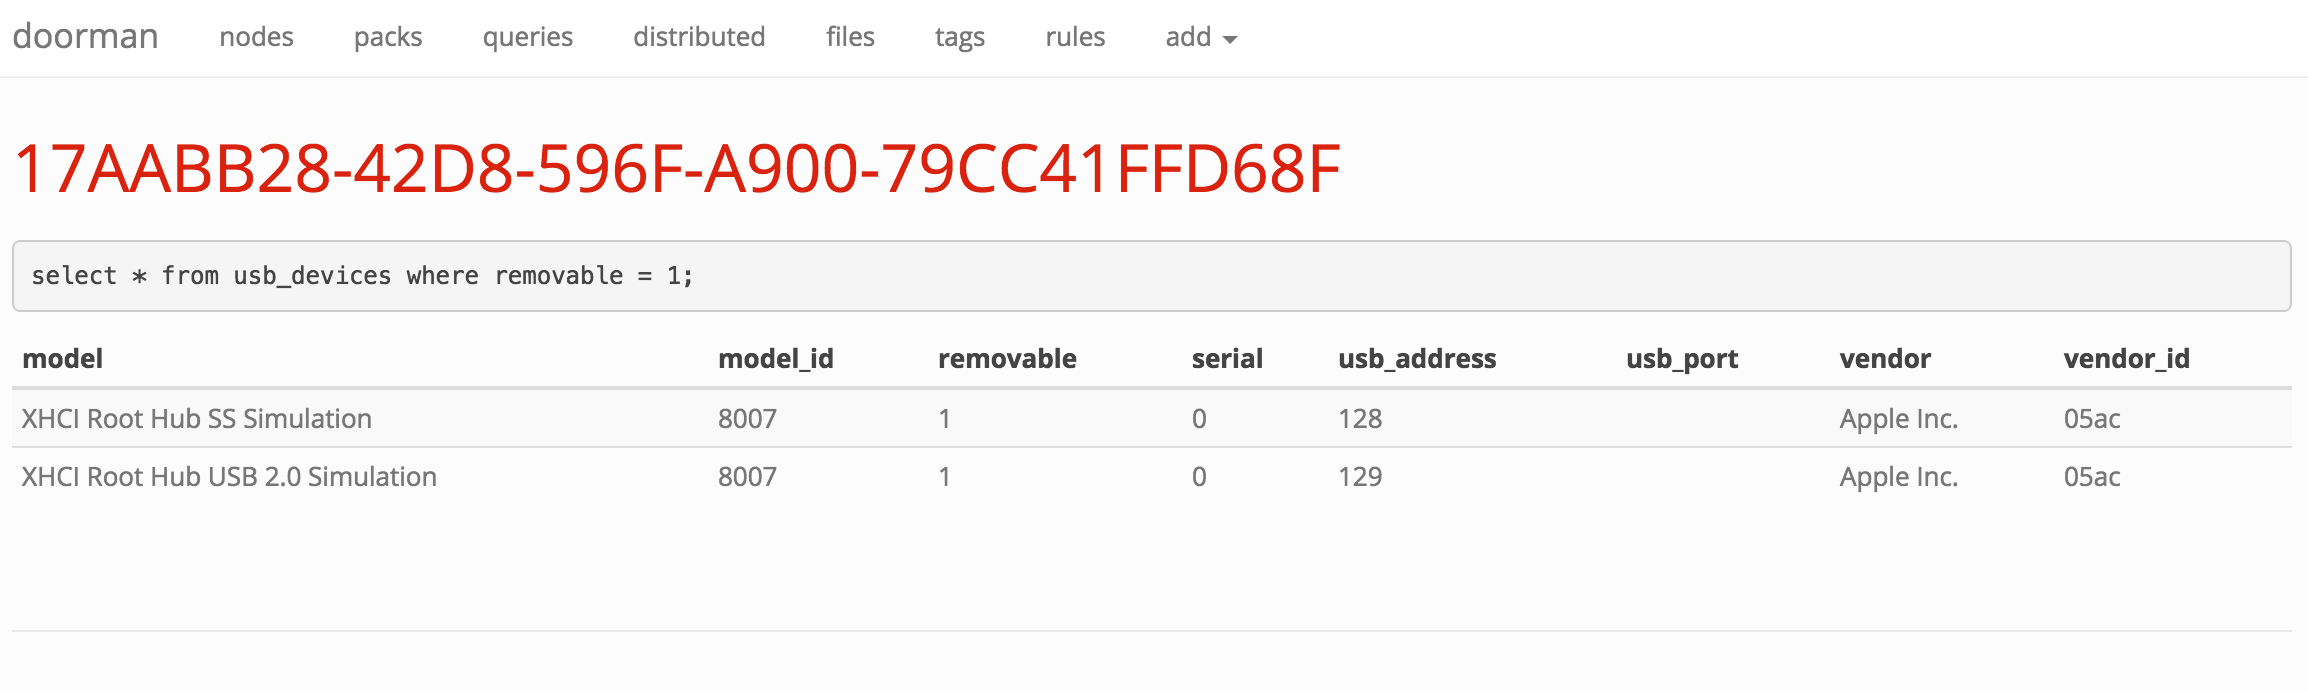 doorman nodes packs queries distributed files tags rules add
17AABB28-42D8-596F-A900-79CC41FFD68F
select * from usb_devices where removable = 1;
model model_id removable serial usb_address usb_port vendor vendor_id
XHCI Root Hub SS Simulation 8007 1 0 128 Apple Inc. 05ac
XHCI Root Hub USB 2.0 Simulation 8007 1 0 129 Apple Inc. 05ac